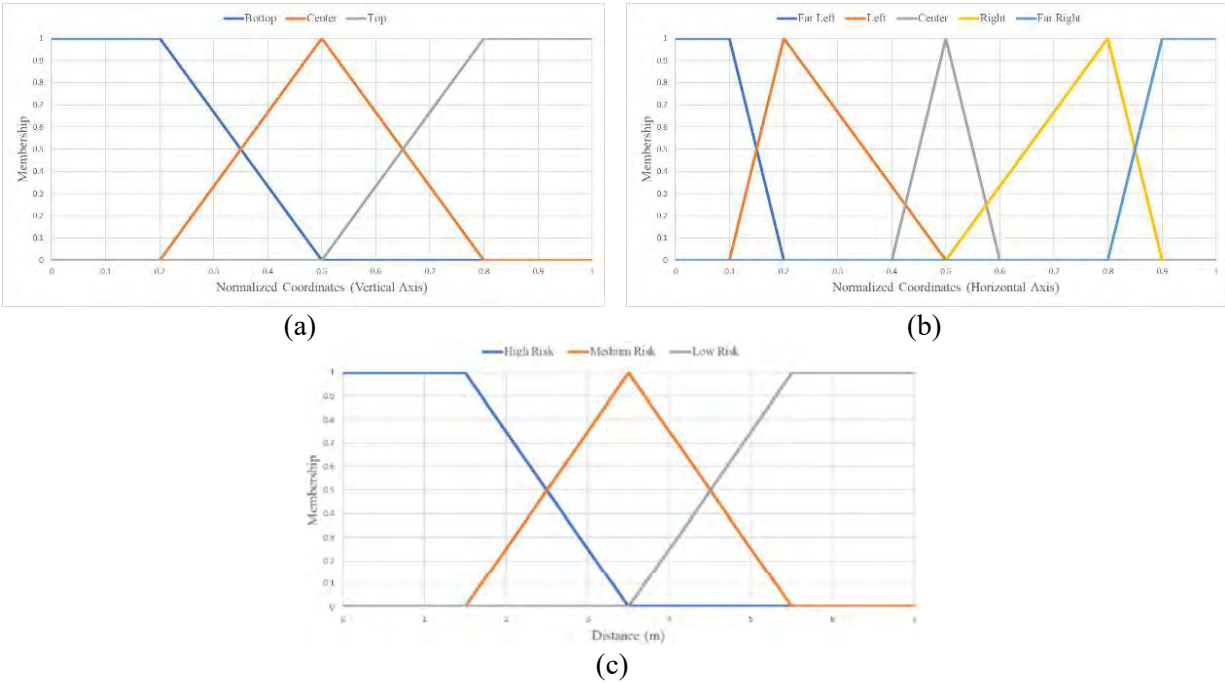 Bottop Center Top
1
0.9
0.8
0.7
0.6
0.5
0.4
0.3
0.2
0.1
0
Membership
0 0.1 0.2 0.3 0.4 0.5 0.6 0.7 0.8 0.9 1
Normalized Coordinates (Vertical Axis)
(a)
Far Left Left Center Right Far Right
1
0.9
0.8
0.7
0.6
0.5
0.4
0.3
0.2
0.1
0
Membership
0 0.1 0.2 0.3 0.4 0.5 0.6 0.7 0.8 0.9 1
Normalized Coordinates (Horizontal Axis)
(b)
High Risk Medium Risk Low Risk
1
0.9
0.8
0.7
0.6
0.5
0.4
0.3
0.2
0.1
0
Membership
0 1 2 3 4 5 6 7
Distance (m)
(c)